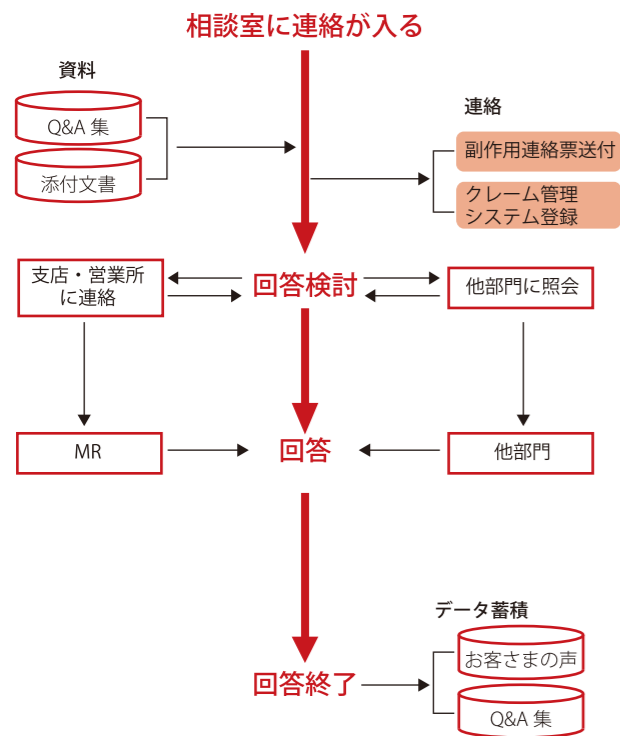 相談室に連絡が入る
資料
Q&A 集
添付文書
連絡
副作用連絡票送付
クレーム管理
システム登録
支店・営業所
に連絡
回答検討
他部門に照会
MR
回答
他部門
データ蓄積
お客さまの声
回答終了
Q&A 集